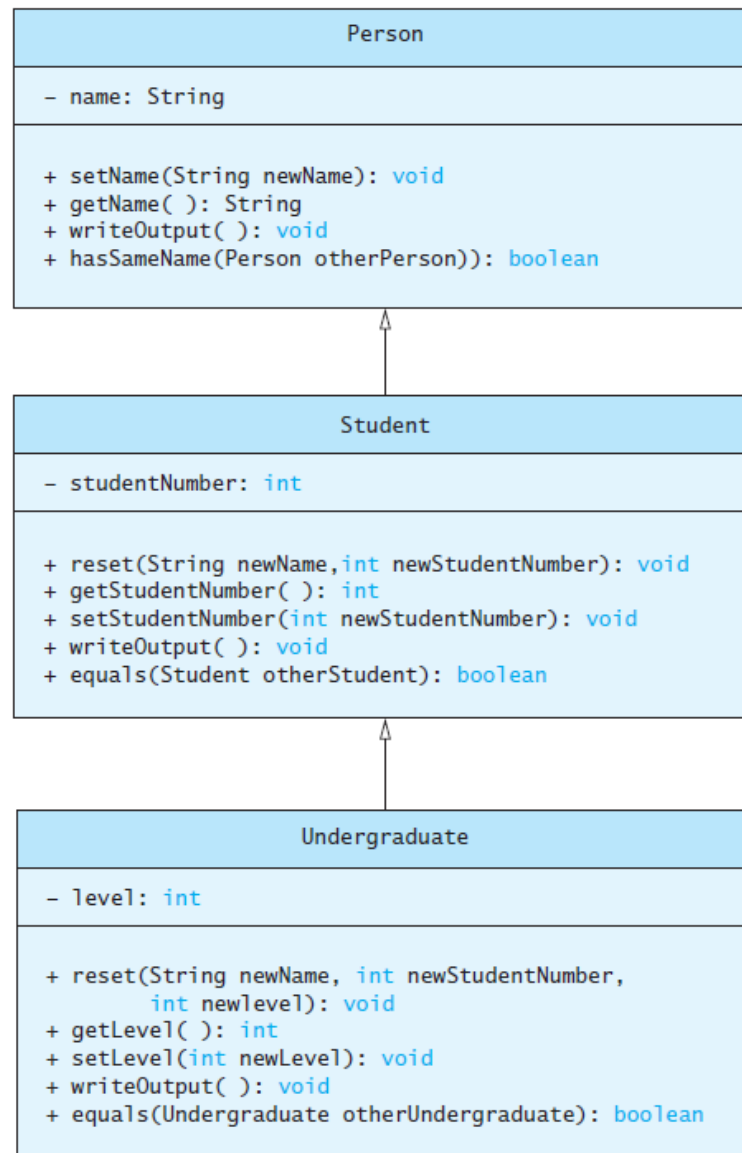 Person
– name: String
+ setName(String newName): void
+ getName( ): String
+ writeOutput( ): void
+ hasSameName(Person otherPerson)): boolean
Student
– studentNumber: int
+ reset(String newName,int newStudentNumber): void
+ getStudentNumber( ): int
+ setStudentNumber(int newStudentNumber): void
+ writeOutput( ): void
+ equals(Student otherStudent): boolean
Undergraduate
– level: int
+ reset(String newName, int newStudentNumber,
int newlevel): void
+ getLevel( ): int
+ setLevel(int newLevel): void
+ writeOutput( ): void
+ equals(Undergraduate otherUndergraduate): boolean